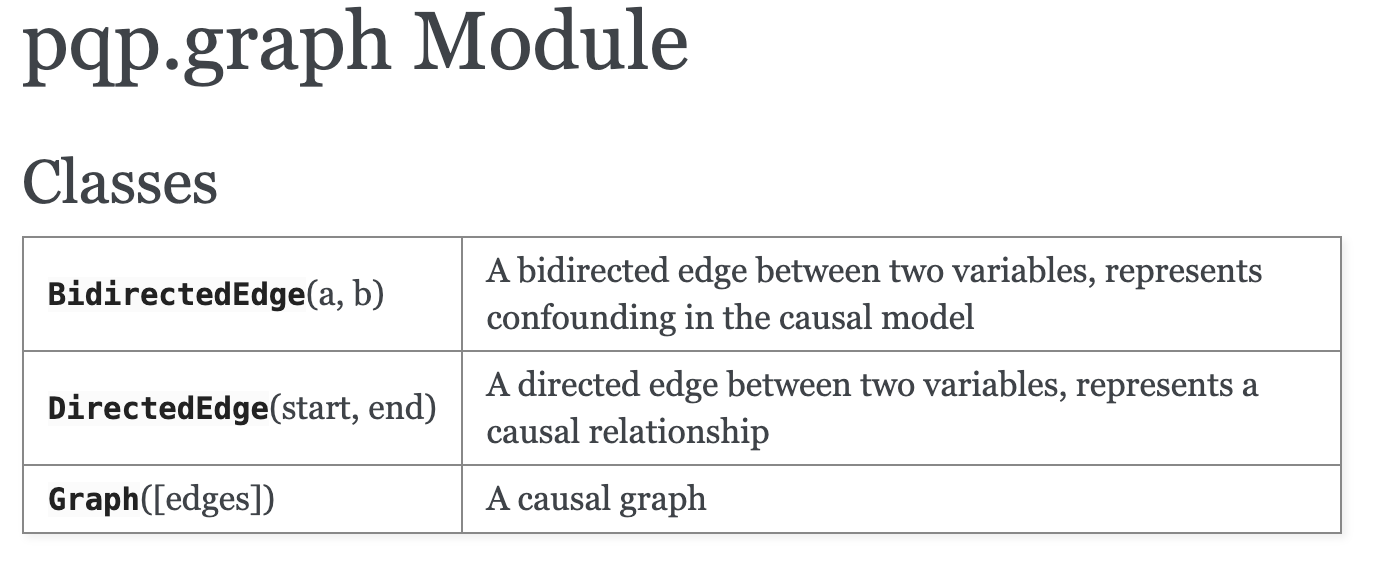 pqp.graph Module
Classes
BidirectedEdge(a, b)
A bidirected edge between two variables, represents
confounding in the causal model
DirectedEdge(start, end)
A directed edge between two variables, represents a
causal relationship
Graph([edges])
A causal graph